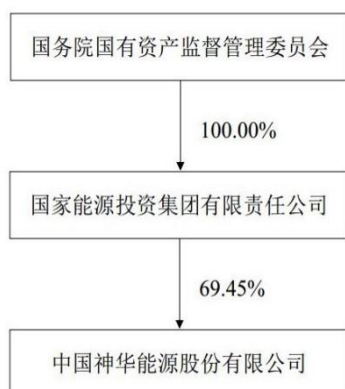 国务院国有资产监督管理委员会
100.00%
国家能源投资集团有限责任公司
69.45%
中国神华能源股份有限公司